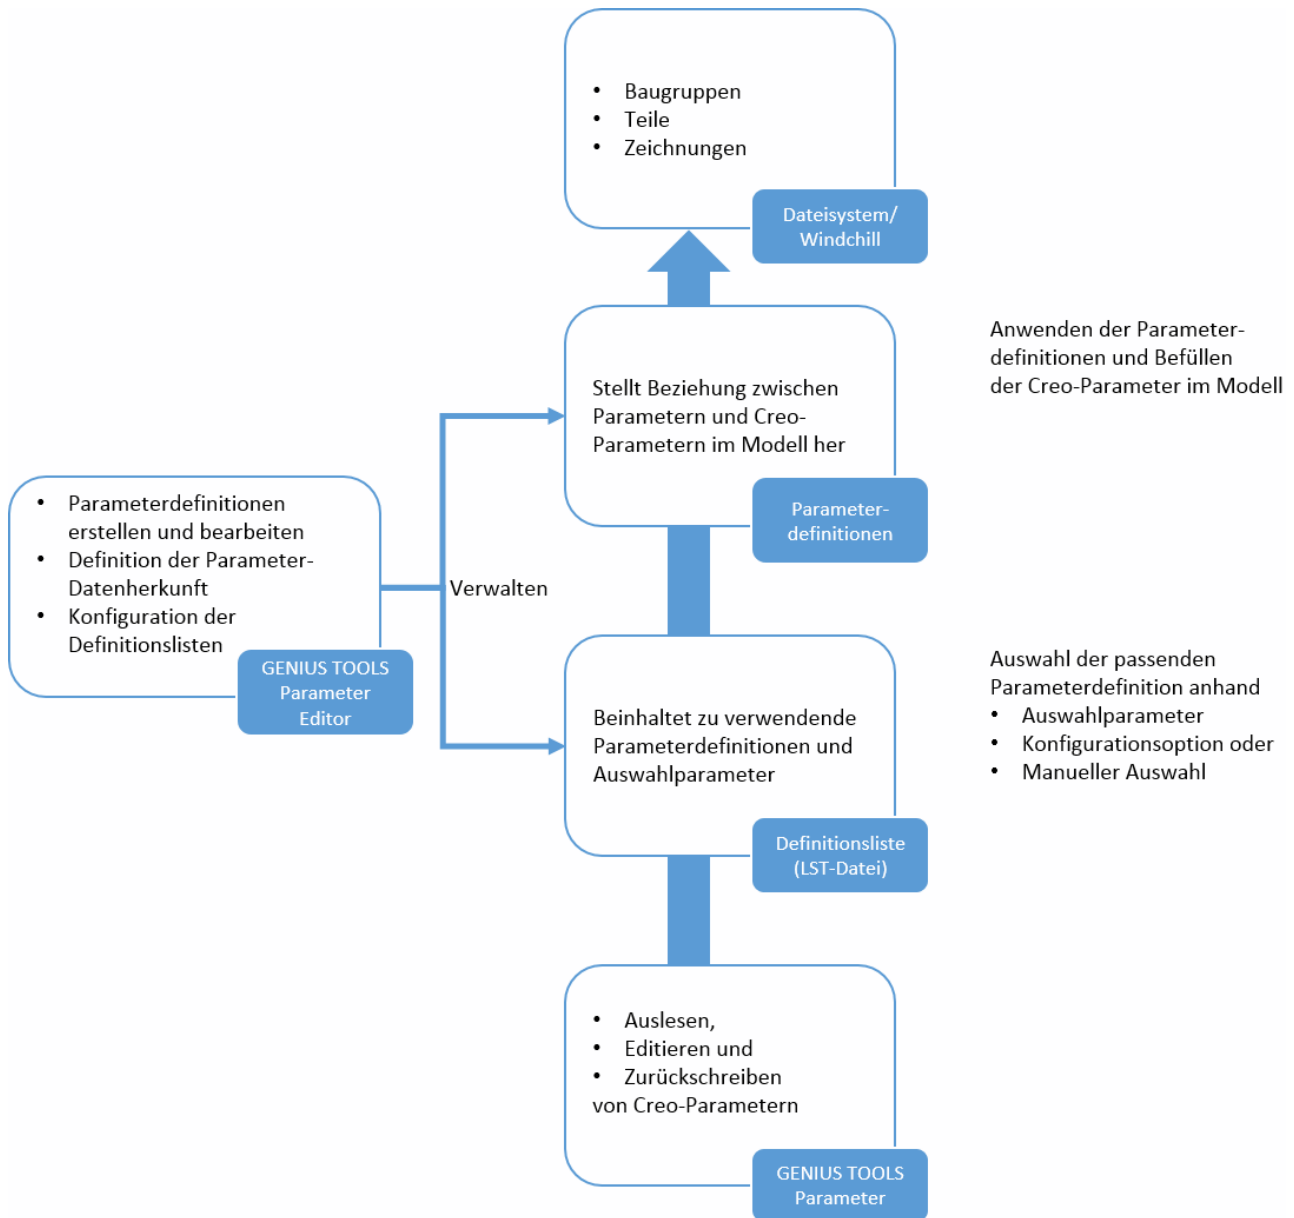 • Baugruppen
• Teile
• Zeichnungen
Dateisystem/
Windchill
Stellt Beziehung zwischen
Parametern und Creo-
Parametern im Modell her
Parameter-
definitionen
Anwenden der Parameter-
definitionen und Befüllen
der Creo-Parameter im Modell
• Parameterdefinitionen
erstellen und bearbeiten
• Definition der Parameter-
Datenherkunft
• Konfiguration der
Definitionslisten
GENIUS TOOLS
Parameter
Editor
Verwalten
Beinhaltet zu verwendende
Parameterdefinitionen und
Auswahlparameter
Definitionsliste
(LST-Datei)
Auswahl der passenden
Parameterdefinition anhand
• Auswahlparameter
• Konfigurationsoption oder
• Manueller Auswahl
• Auslesen,
• Editieren und
• Zurückschreiben
von Creo-Parametern
GENIUS TOOLS
Parameter